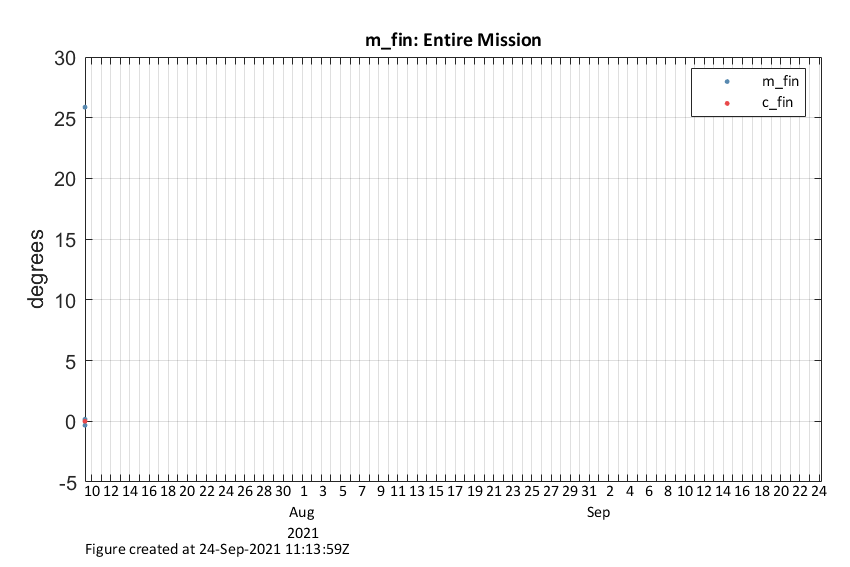 m_fin: Entire Mission
30
25
20
15
10
5
0
-5
degrees
m_fin
c_fin
10 12 14 16 18 20 22 24 26 28 30 1 3 5 7 9 11 13 15 17 19 21 23 25 27 29 31 2 4 6 8 10 12 14 16 18 20 22 24
Aug Sep
2021
Figure created at 24-Sep-2021 11:13:59Z